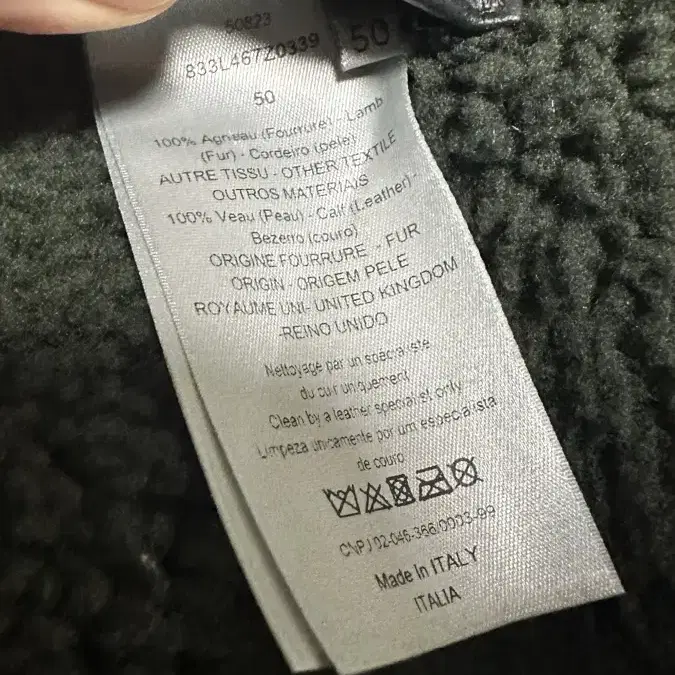 60823
833L467Z0339
50
50
100% Agneau (Fourrure) - Lamb
(Fur) - Cordeiro (pele)
AUTRE TISSU - OTHER TEXTILE
OUTROS MATERIAIS
100% Veau (Peau) - Calf (Leather) -
Bezerro (couro)
ORIGINE FOURRURE - FUR
ORIGIN - ORIGEM PELE
ROYAUME UNI - UNITED KINGDOM
-REINO UNIDO
Nettoyage par un spécialiste
du cuir uniquement
Clean by a leather specialist only
Limpeza unicamente por um especialista
de couro
CNPJ 02-046-366/0003-99
Made In ITALY
ITALIA